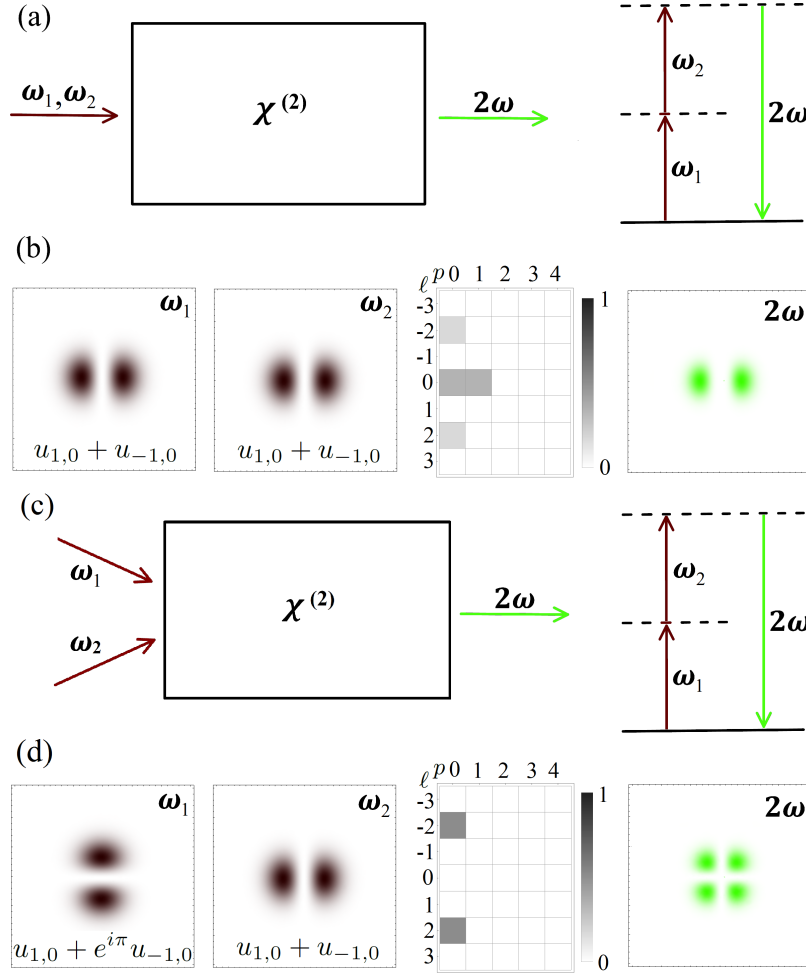 (a)
ω₁,ω₂
χ⁽²⁾
2ω
ω₂
2ω
ω₁
(b)
ω₁
u₁,₀ + u₋₁,₀
ω₂
u₁,₀ + u₋₁,₀
ℓ p 0 1 2 3 4
-3
-2
-1
0
1
2
3
1
0
2ω
(c)
ω₁
ω₂
χ⁽²⁾
2ω
ω₂
2ω
ω₁
(d)
ω₁
u₁,₀ + e^{iπ}u₋₁,₀
ω₂
u₁,₀ + u₋₁,₀
ℓ p 0 1 2 3 4
-3
-2
-1
0
1
2
3
1
0
2ω